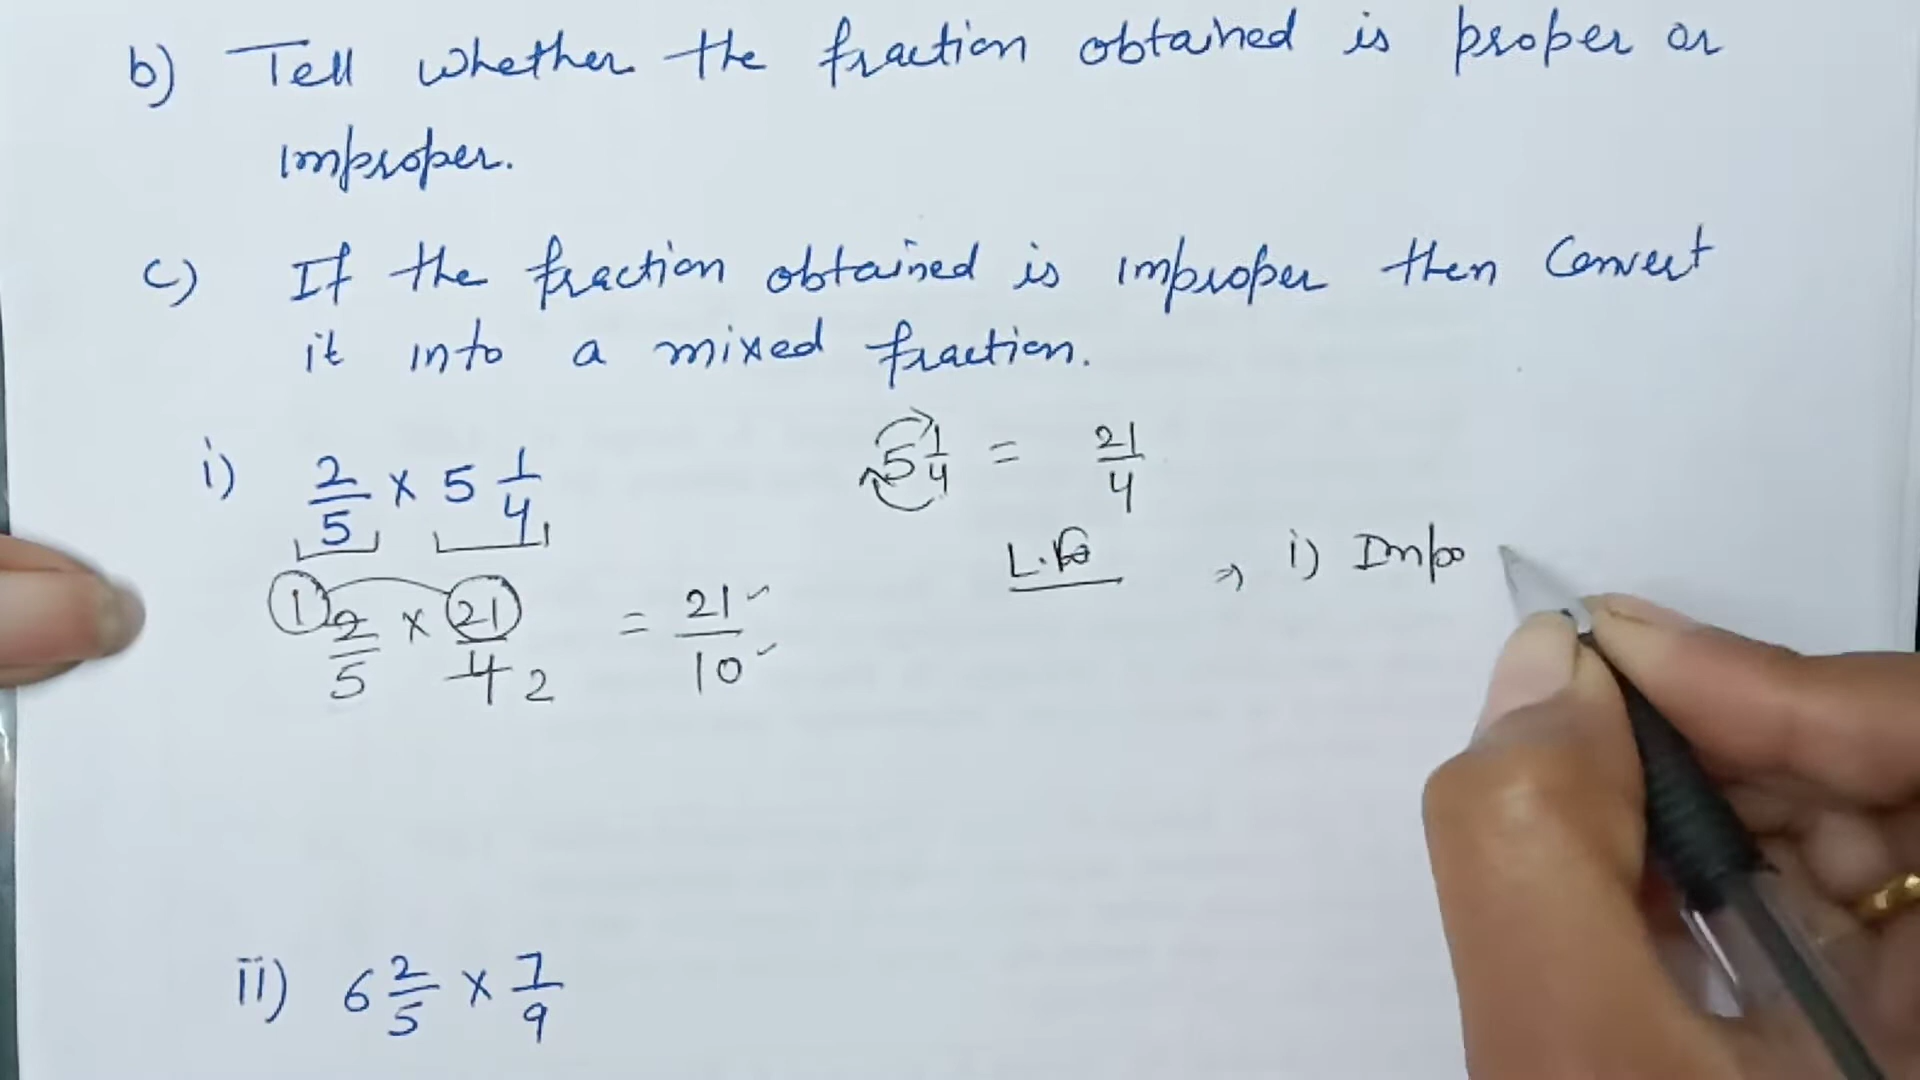 b) Tell whether the fraction obtained is proper or
improper.
c) If the fraction obtained is improper then Convert
it into a mixed fraction.
i) 2/5 × 5 1/4
5 1/4 = 21/4
1 2/5 × 21/4 2 = 21/10
⇒ i) Impo
ii) 6 2/5 × 7/9